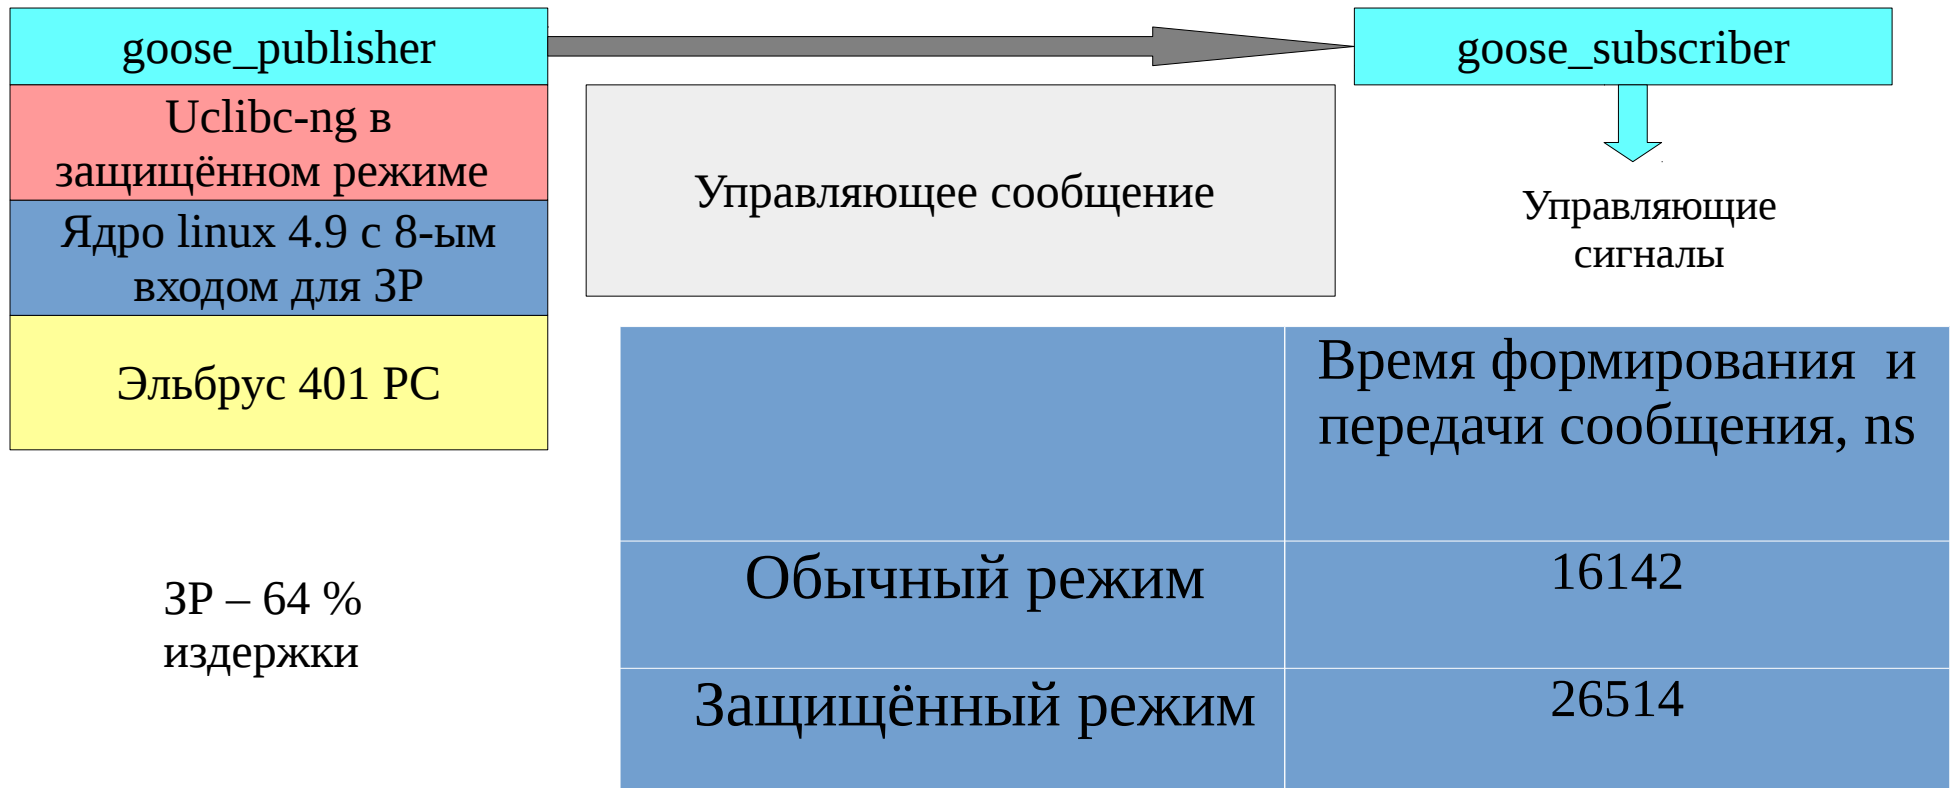 goose_publisher
goose_subscriber
Uclibc-ng в
защищённом режиме
Ядро linux 4.9 с 8-ым
входом для ЗР
Эльбрус 401 РС
Управляющее сообщение
Управляющие
сигналы
Время формирования и
передачи сообщения, ns
Обычный режим
16142
Защищённый режим
26514
ЗР – 64 %
издержки